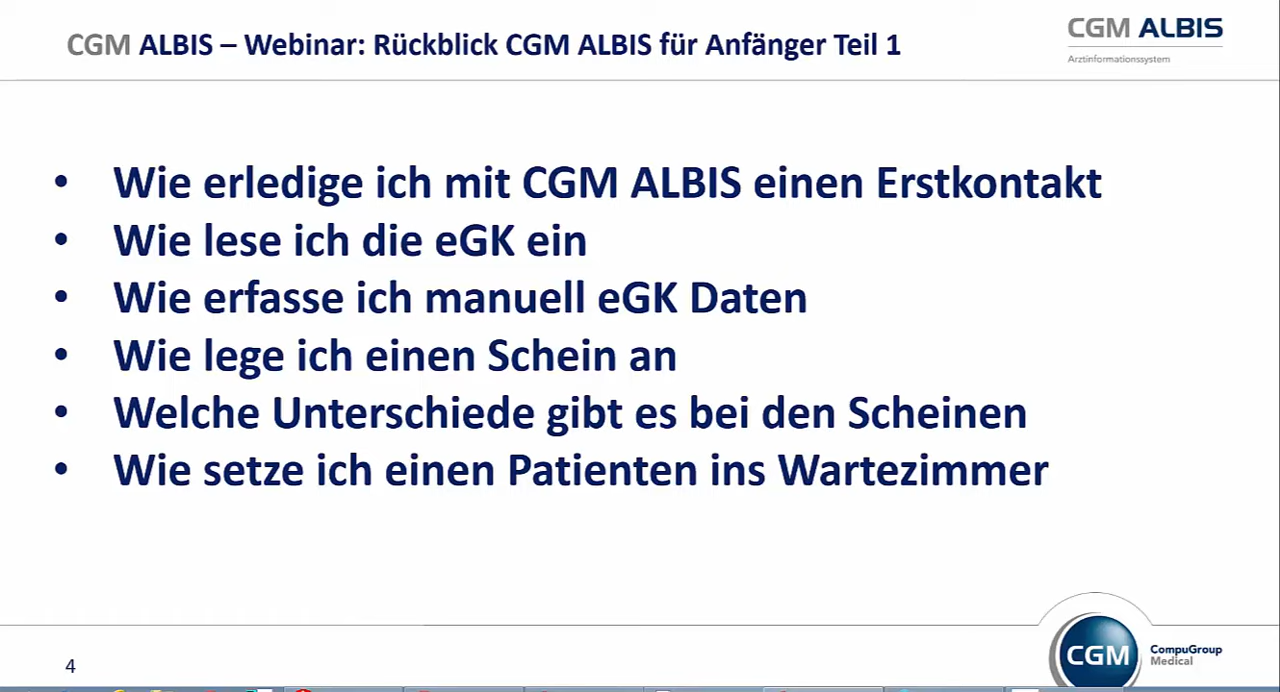 CGM ALBIS – Webinar: Rückblick CGM ALBIS für Anfänger Teil 1
CGM ALBIS
Arztinformationssystem
• Wie erledige ich mit CGM ALBIS einen Erstkontakt
• Wie lese ich die eGK ein
• Wie erfasse ich manuell eGK Daten
• Wie lege ich einen Schein an
• Welche Unterschiede gibt es bei den Scheinen
• Wie setze ich einen Patienten ins Wartezimmer
4
CGM
CompuGroup
Medical